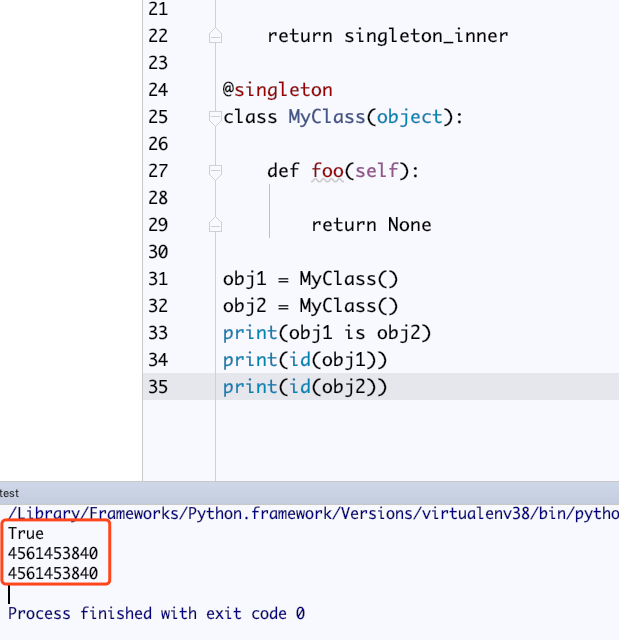 21
22 return singleton_inner
23
24 @singleton
25 class MyClass(object):
26
27 def foo(self):
28
29 return None
30
31 obj1 = MyClass()
32 obj2 = MyClass()
33 print(obj1 is obj2)
34 print(id(obj1))
35 print(id(obj2))
test
/Library/Frameworks/Python.framework/Versions/virtualenv38/bin/pytho
True
4561453840
4561453840
Process finished with exit code 0